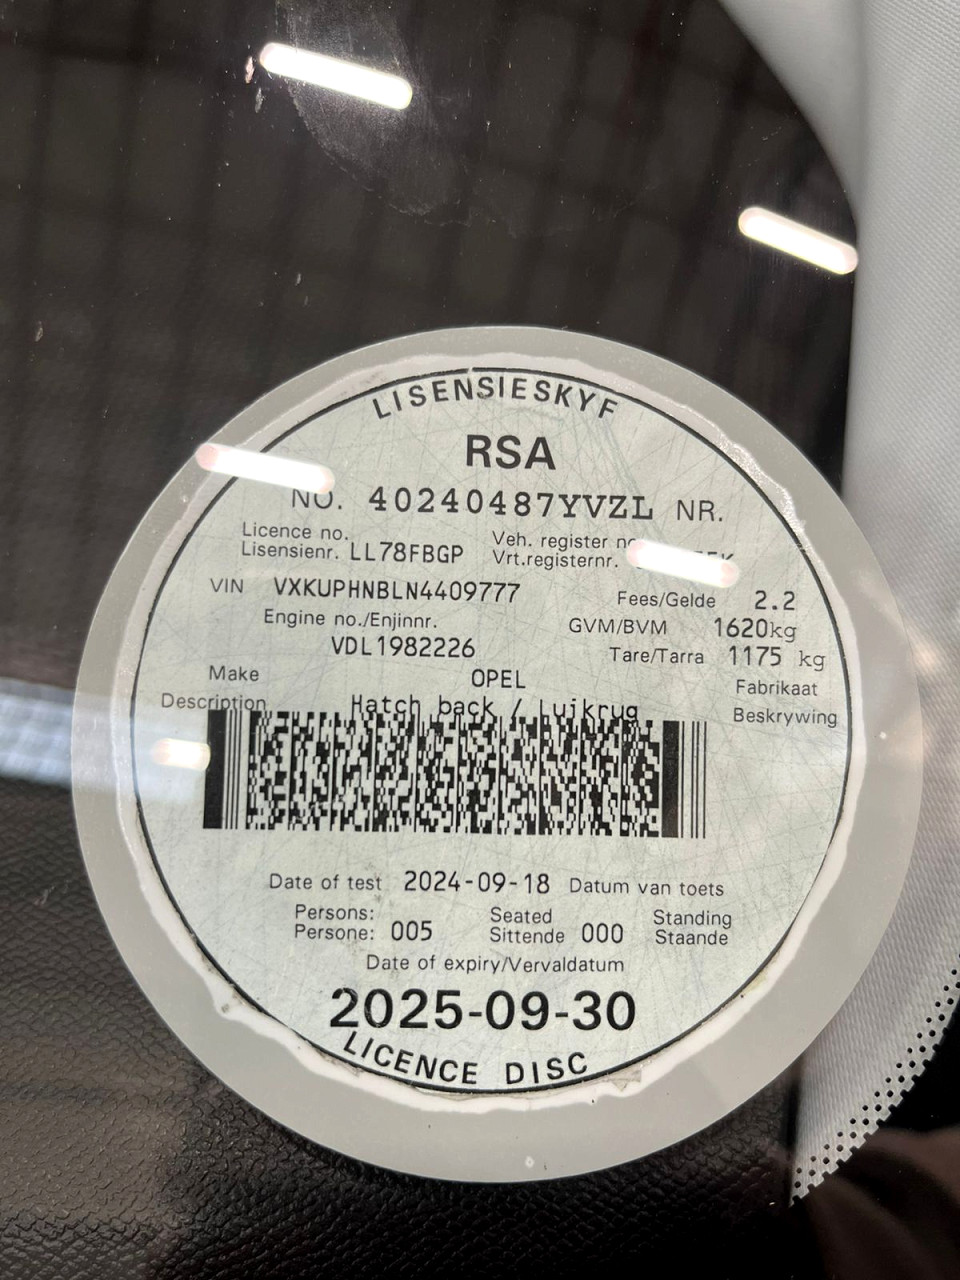 LISENSIESKYF
RSA
NO. 40240487YVZL NR.
Licence no.
Lisensienr. LL78FBGP
Veh. register
Vrt.registernr.
VIN VXKUPHNBLN4409777
Fees/Gelde 2.2
Engine no./Enjinnr.
VDL1982226
GVM/BVM 1620kg
Tare/Tarra 1175 kg
Make OPEL Fabrikaat
Description Hatch back / Luikrug Beskrywing
Date of test 2024-09-18 Datum van toets
Persons:
Persone: 005
Seated
Sittende 000
Standing
Staande
Date of expiry/Vervaldatum
2025-09-30
LICENCE DISC